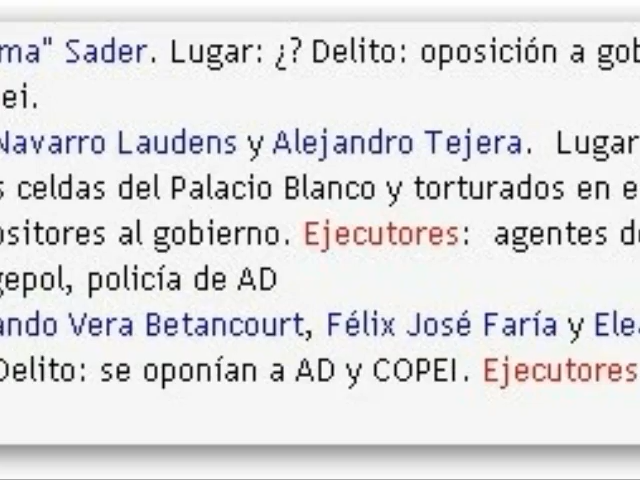 ma" Sader. Lugar: ¿? Delito: oposición a gob
ei.
Navarro Laudens y Alejandro Tejera. Lugar
s celdas del Palacio Blanco y torturados en e
ositores al gobierno. Ejecutores: agentes de
gepol, policía de AD
ando Vera Betancourt, Félix José Faría y Elea
Delito: se oponían a AD y COPEI. Ejecutores